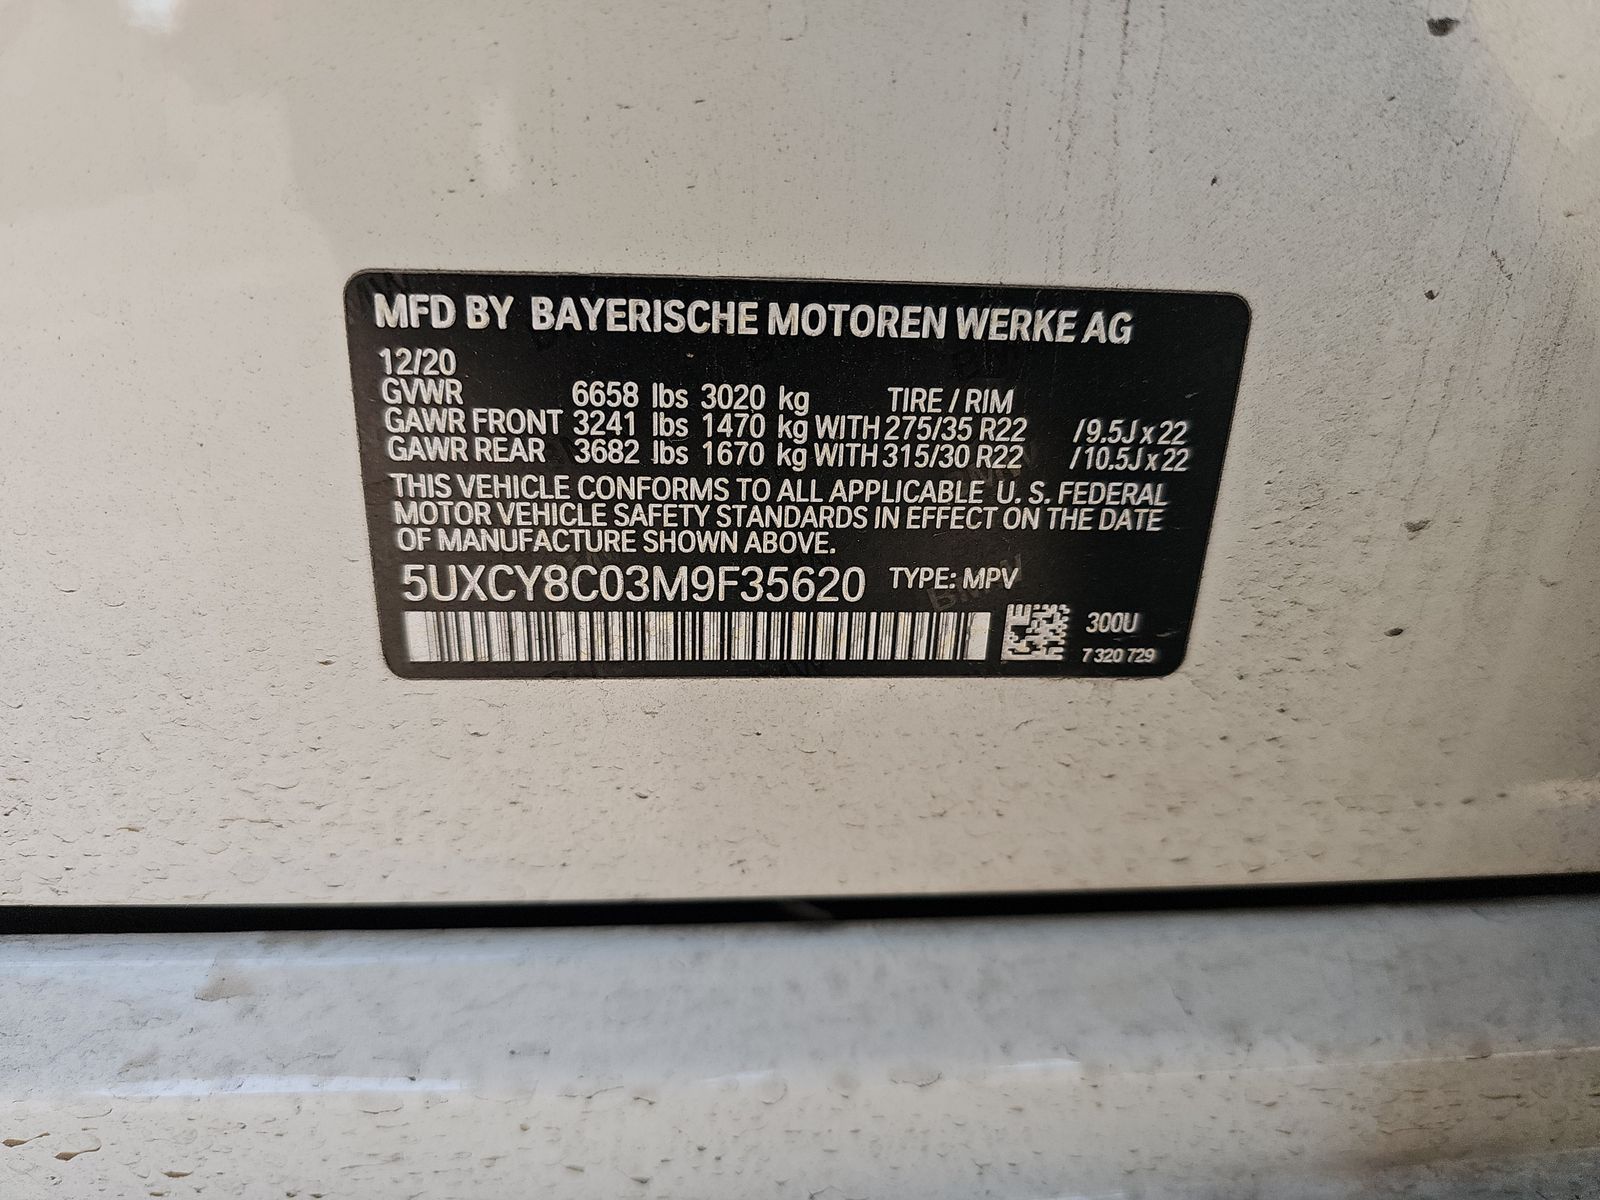 MFD BY BAYERISCHE MOTOREN WERKE AG
12/20
GVWR 6658 lbs 3020 kg TIRE / RIM
GAWR FRONT 3241 lbs 1470 kg WITH 275/35 R22 /9.5J x 22
GAWR REAR 3682 lbs 1670 kg WITH 315/30 R22 /10.5J x 22
THIS VEHICLE CONFORMS TO ALL APPLICABLE U. S. FEDERAL
MOTOR VEHICLE SAFETY STANDARDS IN EFFECT ON THE DATE
OF MANUFACTURE SHOWN ABOVE.
5UXCY8C03M9F35620 TYPE: MPV
300U
7 320 729